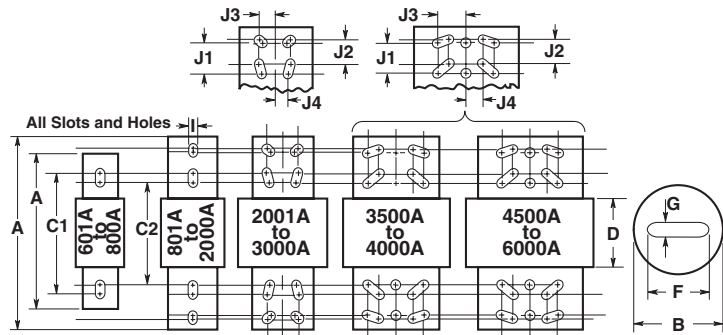 J3
J3
J1
J2
J1
J2
J4
J4
All Slots and Holes
I
A
A
C1
601A
to
800A
801A
to
2000A
C2
2001A
to
3000A
3500A
to
4000A
4500A
to
6000A
D
G
F
B